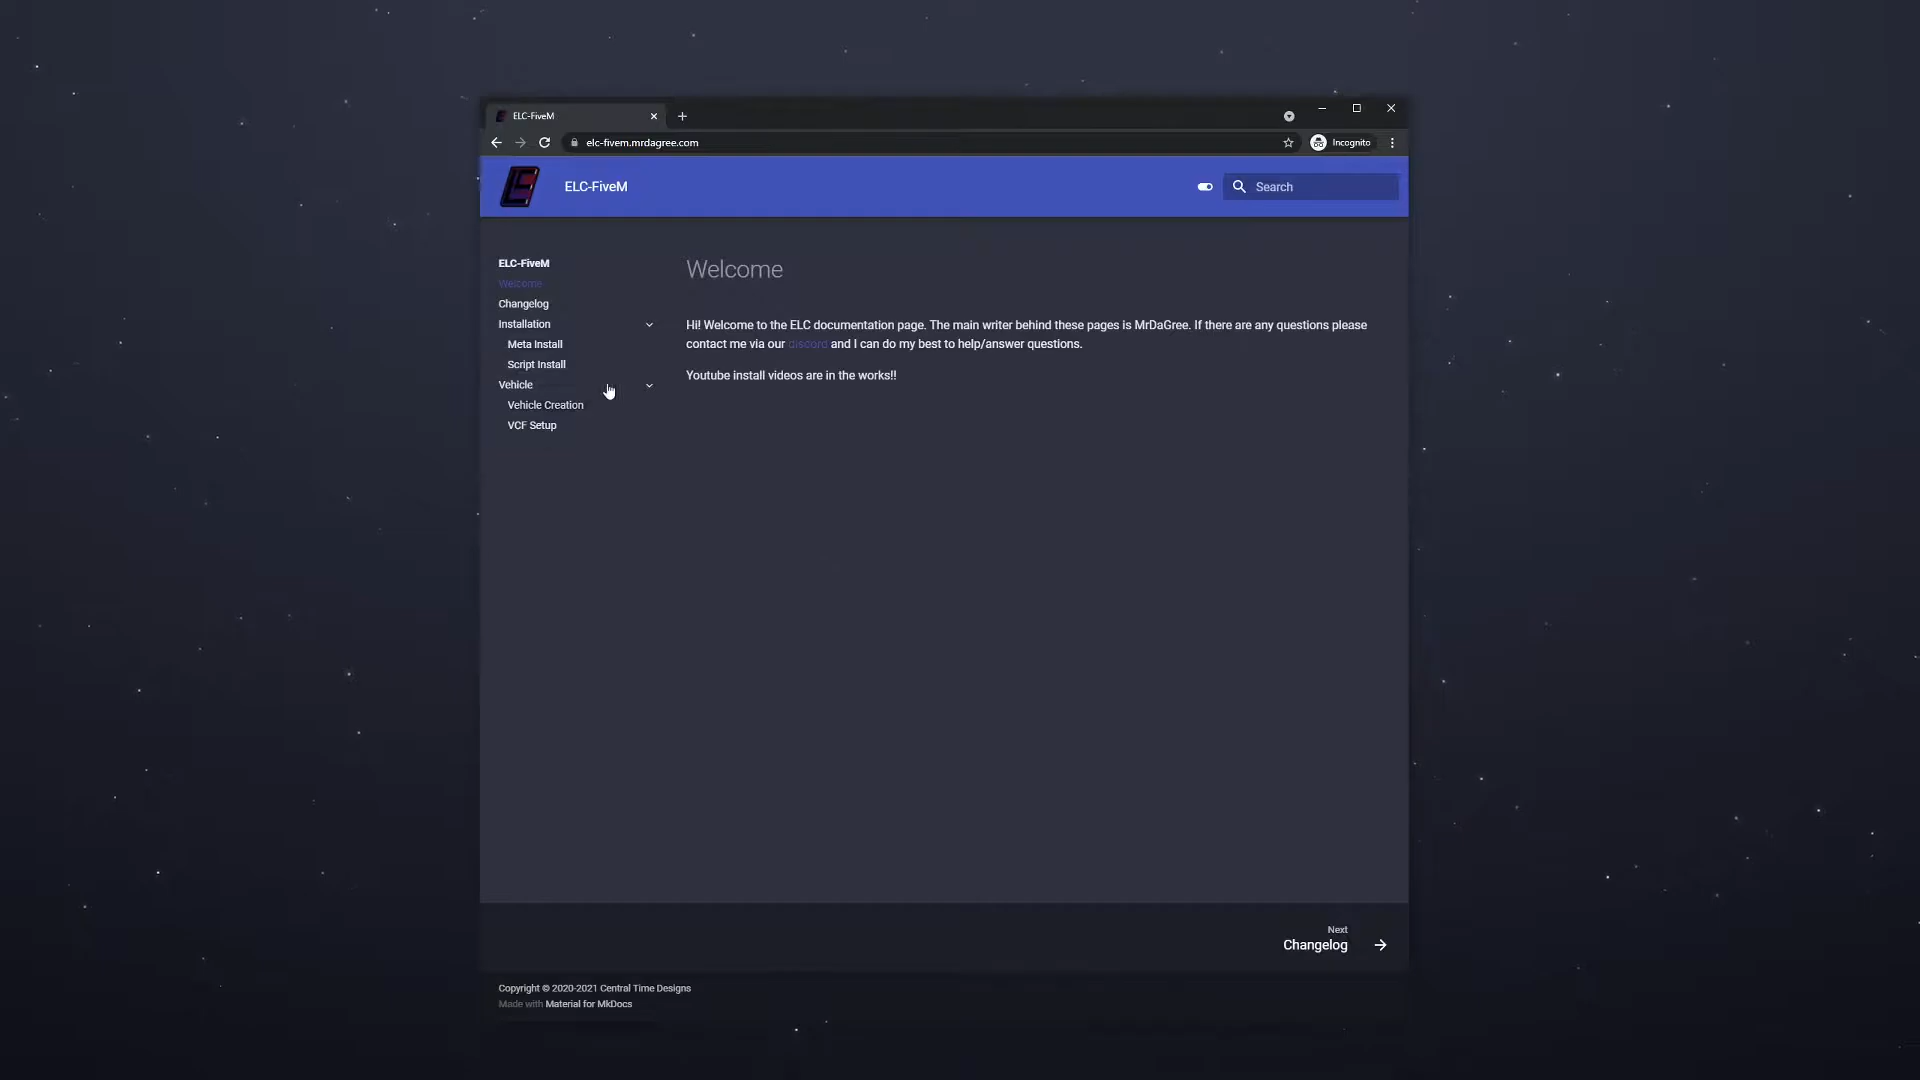 ELC-FiveM
elc-fivem.mrdagree.com
Incognito
ELC-FiveM
Search
ELC-FiveM
Welcome
Changelog
Installation
Meta Install
Script Install
Vehicle
Vehicle Creation
VCF Setup
Welcome
Hi! Welcome to the ELC documentation page. The main writer behind these pages is MrDaGree. If there are any questions please
contact me via our discord and I can do my best to help/answer questions.
Youtube install videos are in the works!!
Next
Changelog
Copyright © 2020-2021 Central Time Designs
Made with Material for MkDocs